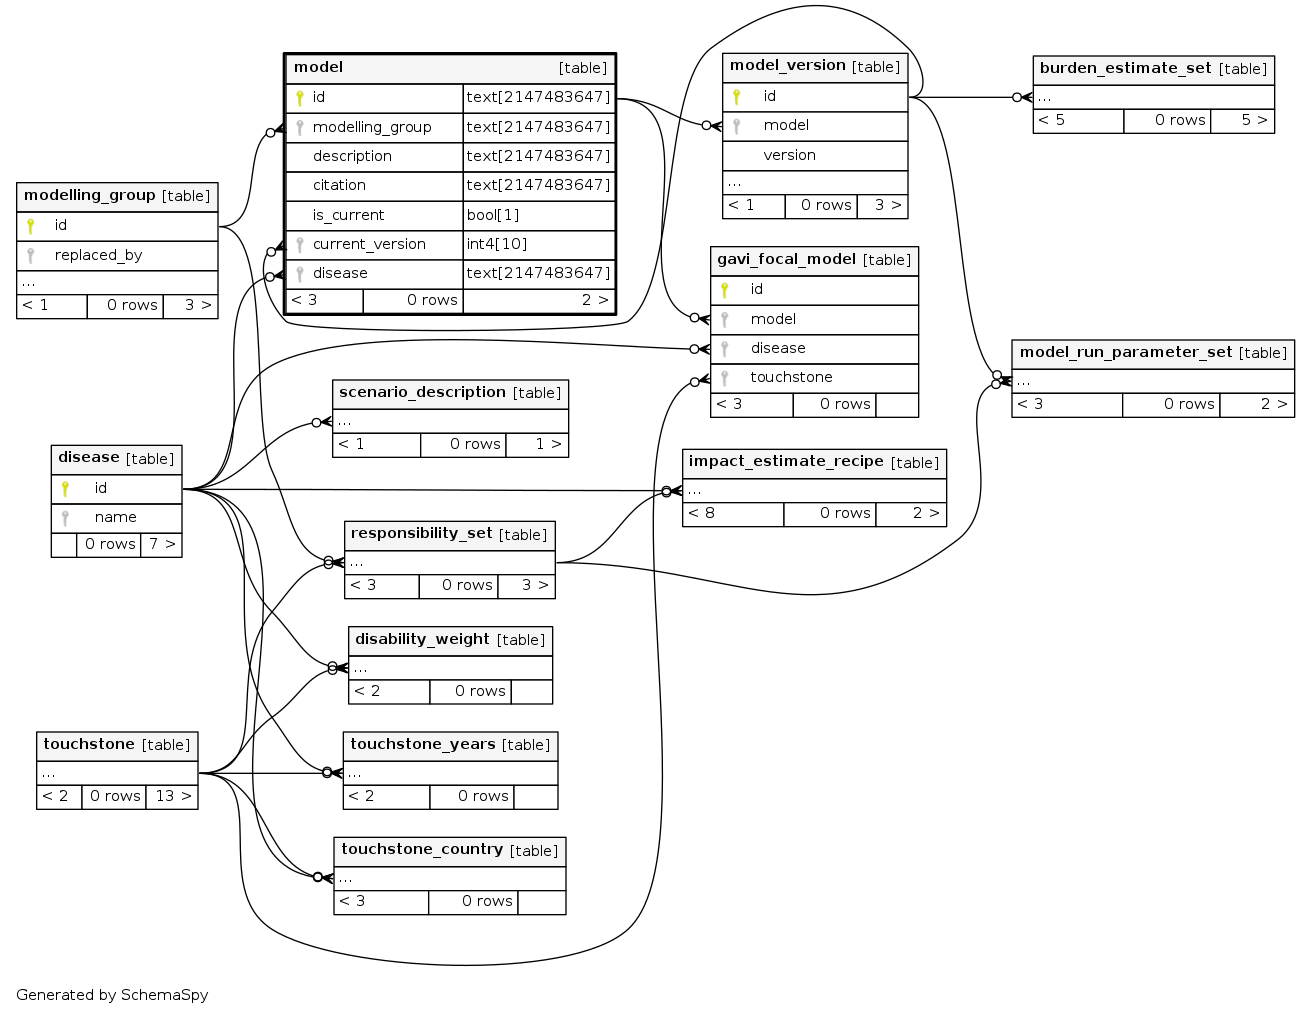 model [table]
id text[2147483647]
modelling_group text[2147483647]
description text[2147483647]
citation text[2147483647]
is_current bool[1]
current_version int4[10]
disease text[2147483647]
< 3 0 rows 2 >
model_version [table]
id
model
version
...
< 1 0 rows 3 >
burden_estimate_set [table]
...
< 5 0 rows 5 >
modelling_group [table]
id
replaced_by
...
< 1 0 rows 3 >
gavi_focal_model [table]
id
model
disease
touchstone
< 3 0 rows
model_run_parameter_set [table]
...
< 3 0 rows 2 >
scenario_description [table]
...
< 1 0 rows 1 >
disease [table]
id
name
0 rows 7 >
impact_estimate_recipe [table]
...
< 8 0 rows 2 >
responsibility_set [table]
...
< 3 0 rows 3 >
disability_weight [table]
...
< 2 0 rows
touchstone [table]
...
< 2 0 rows 13 >
touchstone_years [table]
...
< 2 0 rows
touchstone_country [table]
...
< 3 0 rows
Generated by SchemaSpy